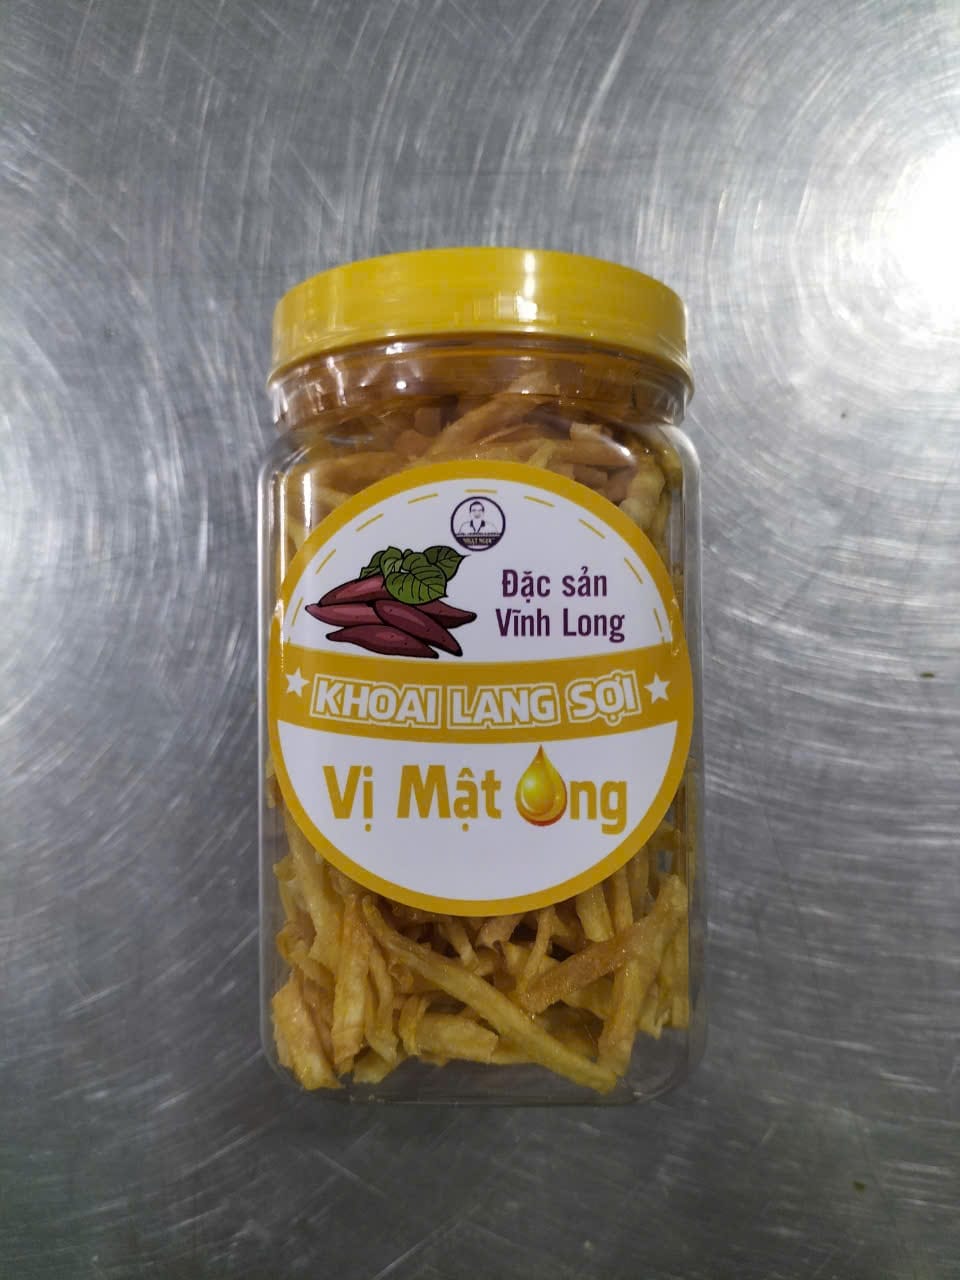 Đặc sản
Vĩnh Long
KHOAI LANG SỢI
Vị Mật Ong